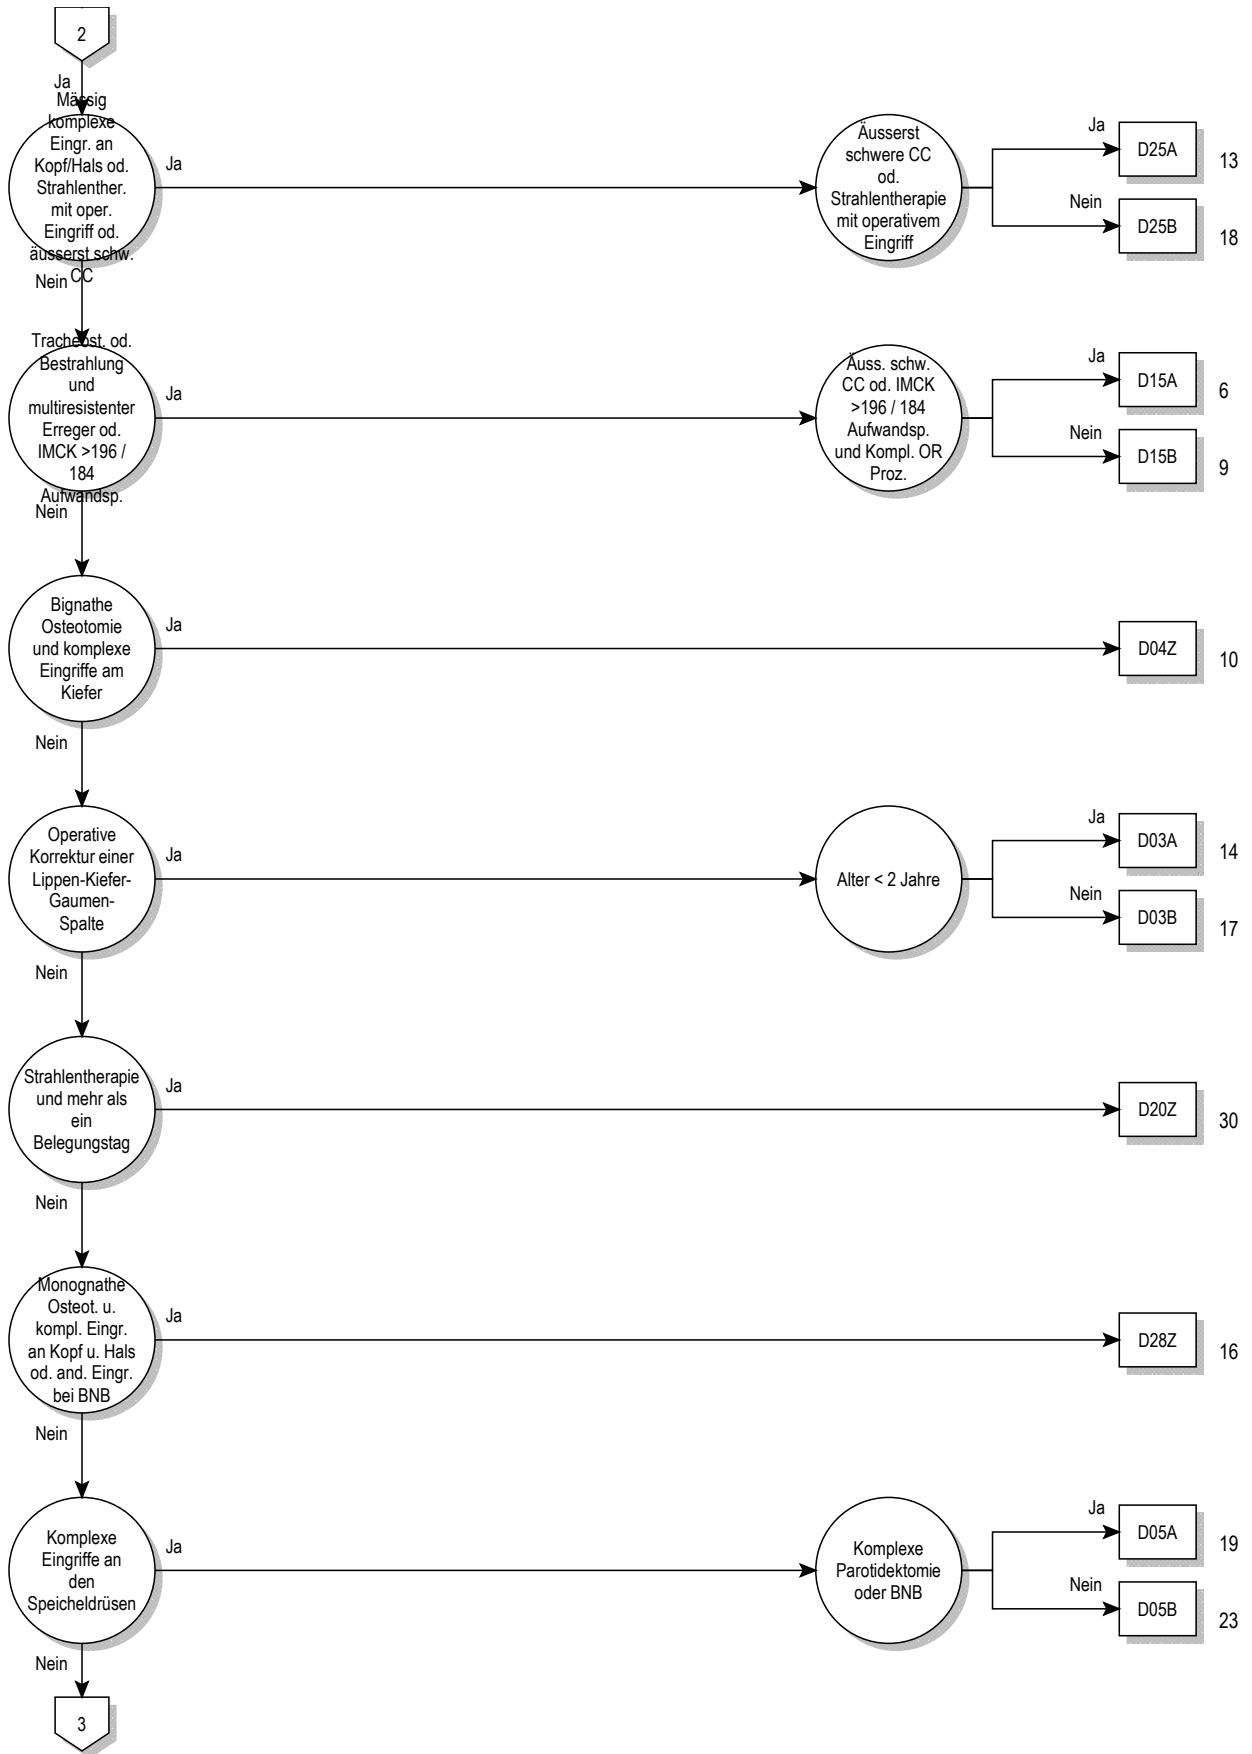 2
Ja
Mässig
komplexe
Eingr. an
Kopf/Hals od.
Strahlenther.
mit oper.
Eingriff od.
äusserst schw.
CC
Ja
Äusserst
schwere CC
od.
Strahlentherapie
mit operativem
Eingriff
Ja
D25A
13
Nein
D25B
18
Nein
Tracheost. od.
Bestrahlung
und
multiresistenter
Erreger od.
IMCK >196 /
184
Aufwandsp.
Ja
Äuss. schw.
CC od. IMCK
>196 / 184
Aufwandsp.
und Kompl. OR
Proz.
Ja
D15A
6
Nein
D15B
9
Nein
Bignathe
Osteotomie
und komplexe
Eingriffe am
Kiefer
Ja
D04Z
10
Nein
Operative
Korrektur einer
Lippen-Kiefer-
Gaumen-
Spalte
Ja
Alter < 2 Jahre
Ja
D03A
14
Nein
D03B
17
Nein
Strahlentherapie
und mehr als
ein
Belegungstag
Ja
D20Z
30
Nein
Monognathe
Osteot. u.
kompl. Eingr.
an Kopf u. Hals
od. and. Eingr.
bei BNB
Ja
D28Z
16
Nein
Komplexe
Eingriffe an
den
Speicheldrüsen
Ja
Komplexe
Parotidektomie
oder BNB
Ja
D05A
19
Nein
D05B
23
Nein
3